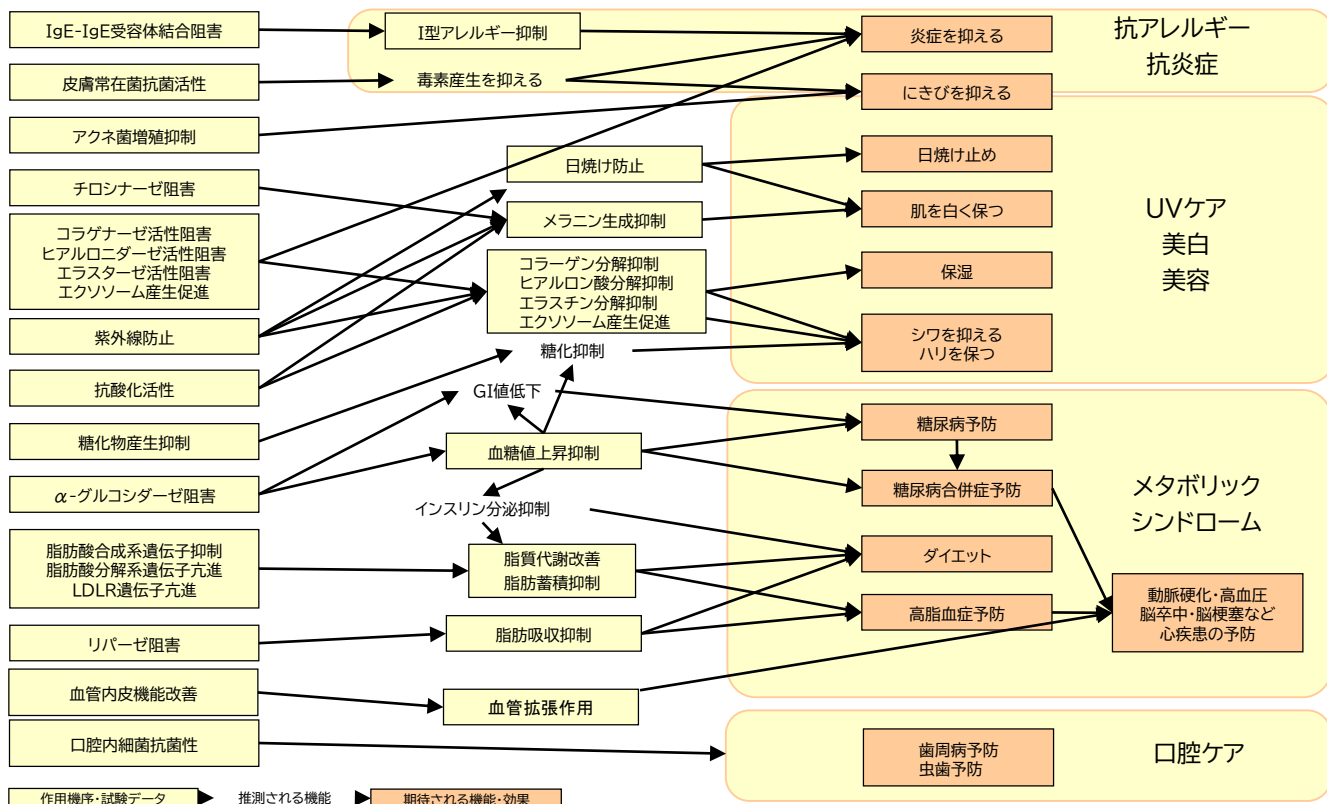 IgE-IgE受容体結合阻害
皮膚常在菌抗菌活性
アクネ菌増殖抑制
チロシナーゼ阻害
コラゲナーゼ活性阻害
ヒアルロニダーゼ活性阻害
エラスターゼ活性阻害
エクソソーム産生促進
紫外線防止
抗酸化活性
糖化物産生抑制
α-グルコシダーゼ阻害
脂肪酸合成系遺伝子抑制
脂肪酸分解系遺伝子亢進
LDLR遺伝子亢進
リパーゼ阻害
血管内皮機能改善
口腔内細菌抗菌性
I型アレルギー抑制
毒素産生を抑える
日焼け防止
メラニン生成抑制
コラーゲン分解抑制
ヒアルロン酸分解抑制
エラスチン分解抑制
エクソソーム産生促進
糖化抑制
GI値低下
血糖値上昇抑制
インスリン分泌抑制
脂質代謝改善
脂肪蓄積抑制
脂肪吸収抑制
血管拡張作用
炎症を抑える
にきびを抑える
日焼け止め
肌を白く保つ
保湿
シワを抑える
ハリを保つ
糖尿病予防
糖尿病合併症予防
ダイエット
高脂血症予防
動脈硬化・高血圧
脳卒中・脳梗塞など
心疾患の予防
歯周病予防
虫歯予防
抗アレルギー
抗炎症
UVケア
美白
美容
メタボリック
シンドローム
口腔ケア
作用機序・試験データ
推測される機能
期待される機能・効果